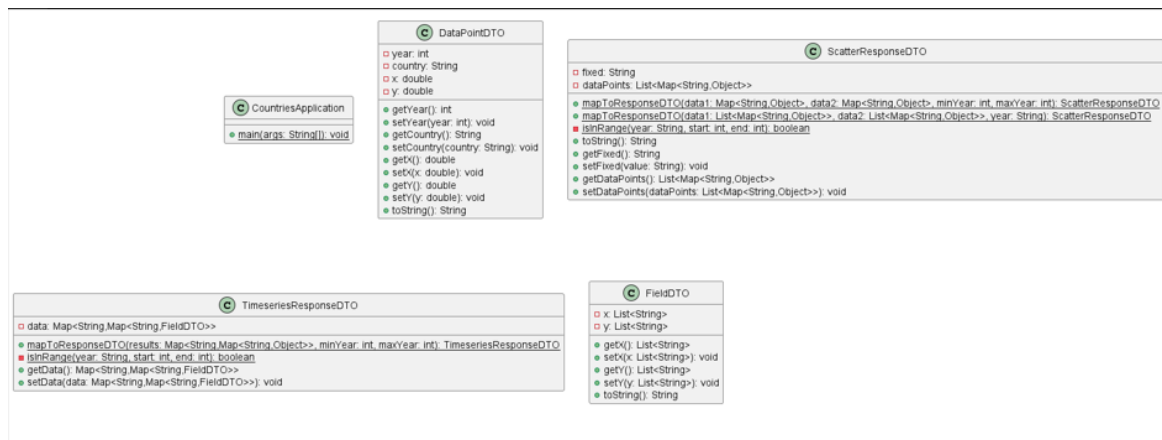 C DataPointDTO
year: int
country: String
x: double
y: double
getYear(): int
setYear(year: int): void
getCountry(): String
setCountry(country: String): void
getX(): double
setX(x: double): void
getY(): double
setY(y: double): void
toString(): String
C CountriesApplication
main(args: String[]): void
C ScatterResponseDTO
fixed: String
dataPoints: List<Map<String,Object>>
mapToResponseDTO(data1: Map<String,Object>, data2: Map<String,Object>, minYear: int, maxYear: int): ScatterResponseDTO
mapToResponseDTO(data1: List<Map<String,Object>>, data2: List<Map<String,Object>>, year: String): ScatterResponseDTO
isInRange(year: String, start: int, end: int): boolean
toString(): String
getFixed(): String
setFixed(value: String): void
getDataPoints(): List<Map<String,Object>>
setDataPoints(dataPoints: List<Map<String,Object>>): void
C TimeseriesResponseDTO
data: Map<String,Map<String,FieldDTO>>
mapToResponseDTO(results: Map<String,Map<String,Object>>, minYear: int, maxYear: int): TimeseriesResponseDTO
isInRange(year: String, start: int, end: int): boolean
getData(): Map<String,Map<String,FieldDTO>>
setData(data: Map<String,Map<String,FieldDTO>>): void
C FieldDTO
x: List<String>
y: List<String>
getX(): List<String>
setX(x: List<String>): void
getY(): List<String>
setY(y: List<String>): void
toString(): String